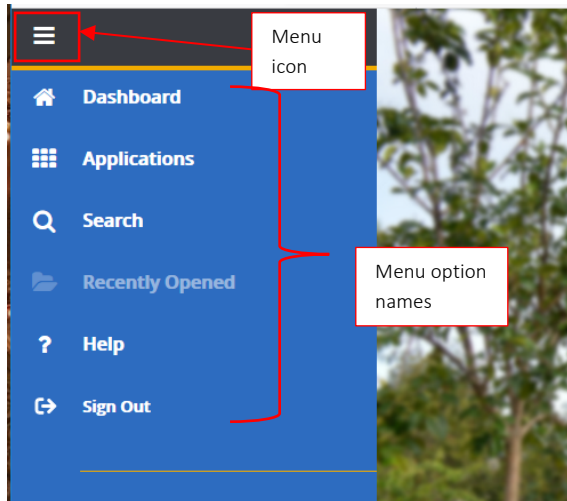 Menu
icon
Dashboard
Applications
Search
Recently Opened
Menu option
names
? Help
Sign Out